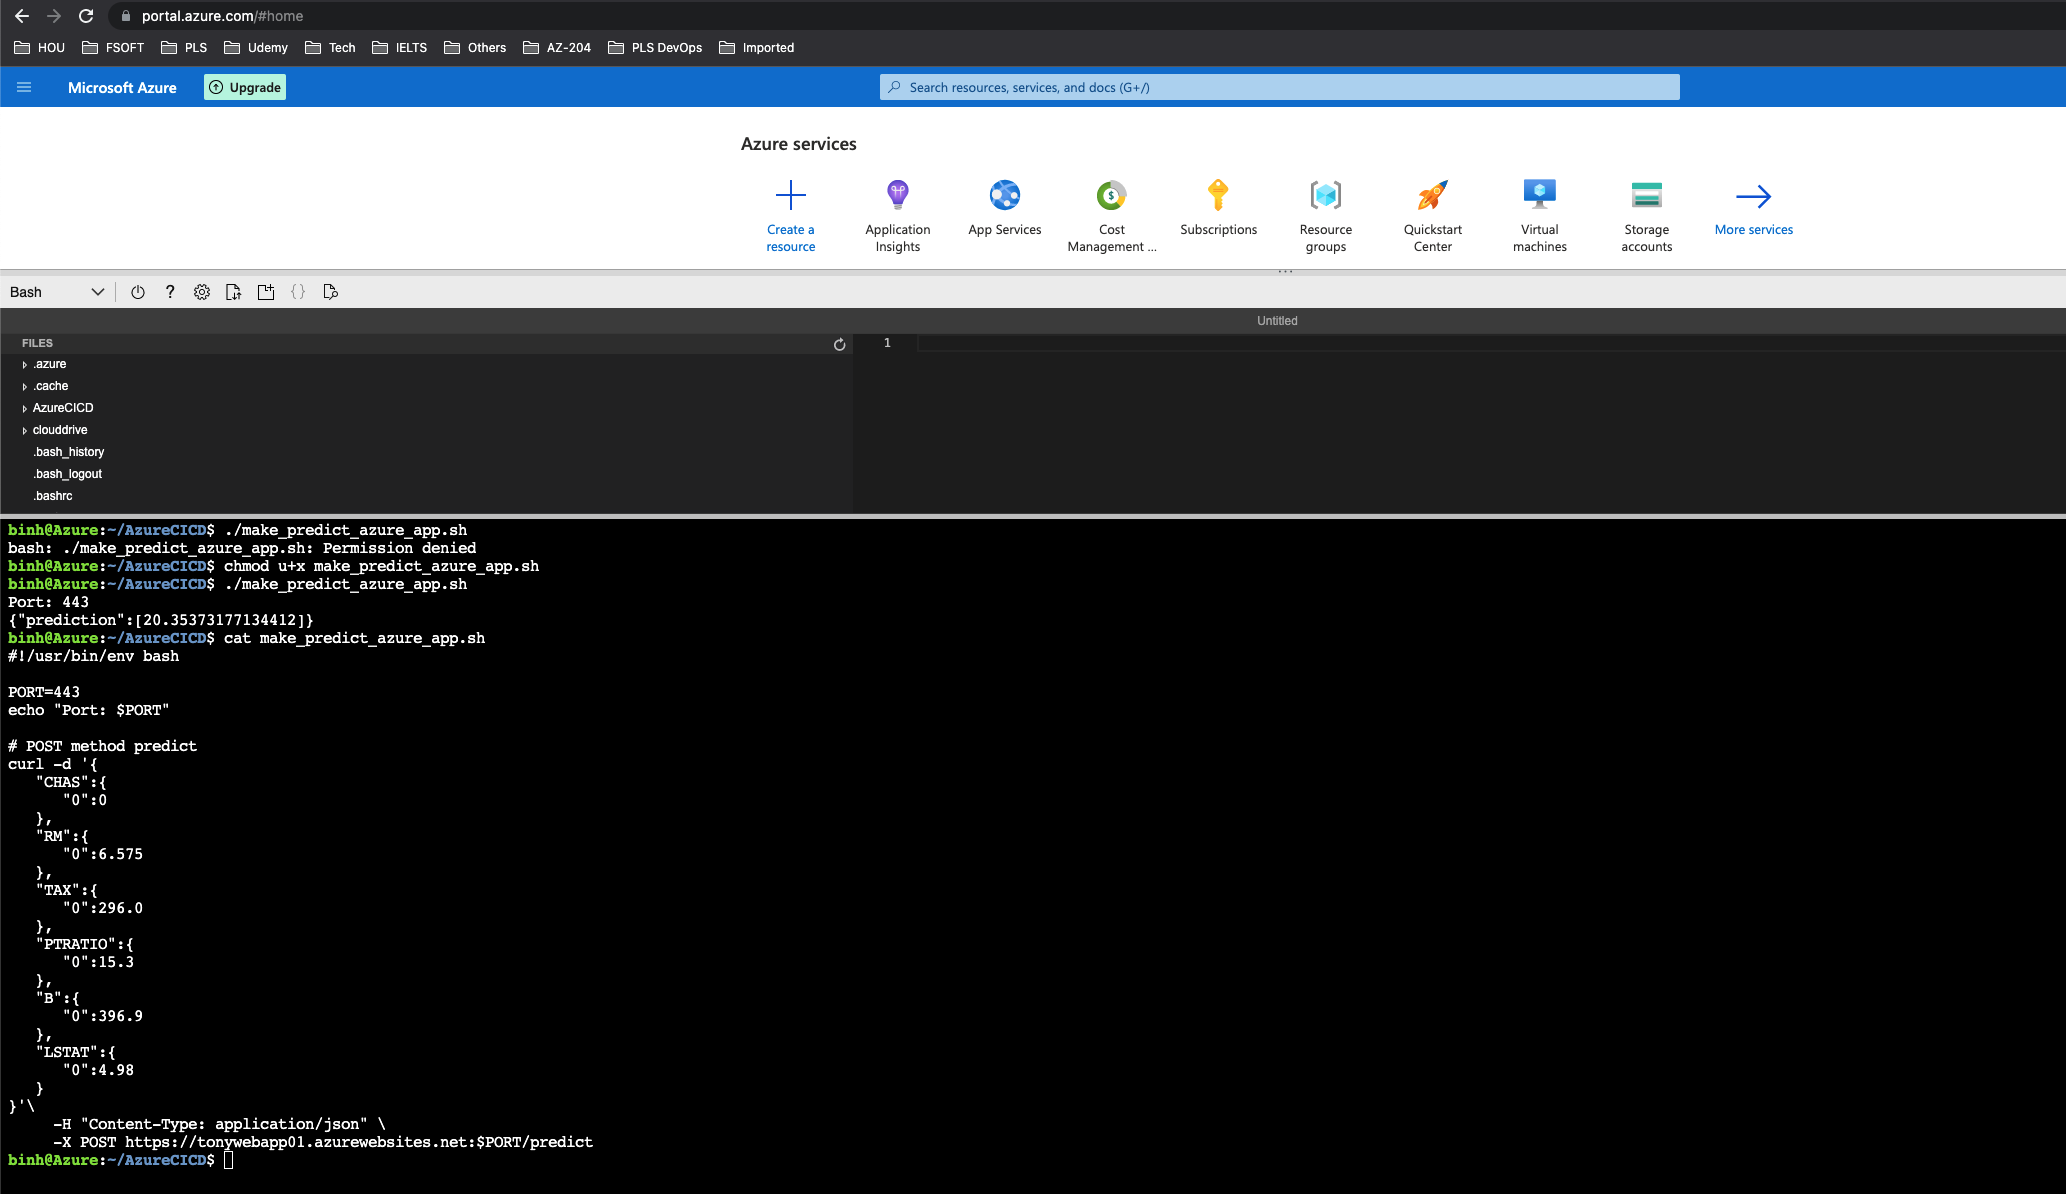 portal.azure.com/#home
HOU FSOFT PLS Udemy Tech IELTS Others AZ-204 PLS DevOps Imported
Microsoft Azure Upgrade Search resources, services, and docs (G+/)
Azure services
Create a resource
Application Insights
App Services
Cost Management ...
Subscriptions
Resource groups
Quickstart Center
Virtual machines
Storage accounts
More services
Bash
Untitled
FILES
1
.azure
.cache
AzureCICD
clouddrive
.bash_history
.bash_logout
.bashrc
binh@Azure:~/AzureCICD$ ./make_predict_azure_app.sh
bash: ./make_predict_azure_app.sh: Permission denied
binh@Azure:~/AzureCICD$ chmod u+x make_predict_azure_app.sh
binh@Azure:~/AzureCICD$ ./make_predict_azure_app.sh
Port: 443
{"prediction":[20.35373177134412]}
binh@Azure:~/AzureCICD$ cat make_predict_azure_app.sh
#!/usr/bin/env bash
PORT=443
echo "Port: $PORT"
# POST method predict
curl -d '{
"CHAS":{
"0":0
},
"RM":{
"0":6.575
},
"TAX":{
"0":296.0
},
"PTRATIO":{
"0":15.3
},
"B":{
"0":396.9
},
"LSTAT":{
"0":4.98
}
}'\
-H "Content-Type: application/json" \
-X POST https://tonywebapp01.azurewebsites.net:$PORT/predict
binh@Azure:~/AzureCICD$